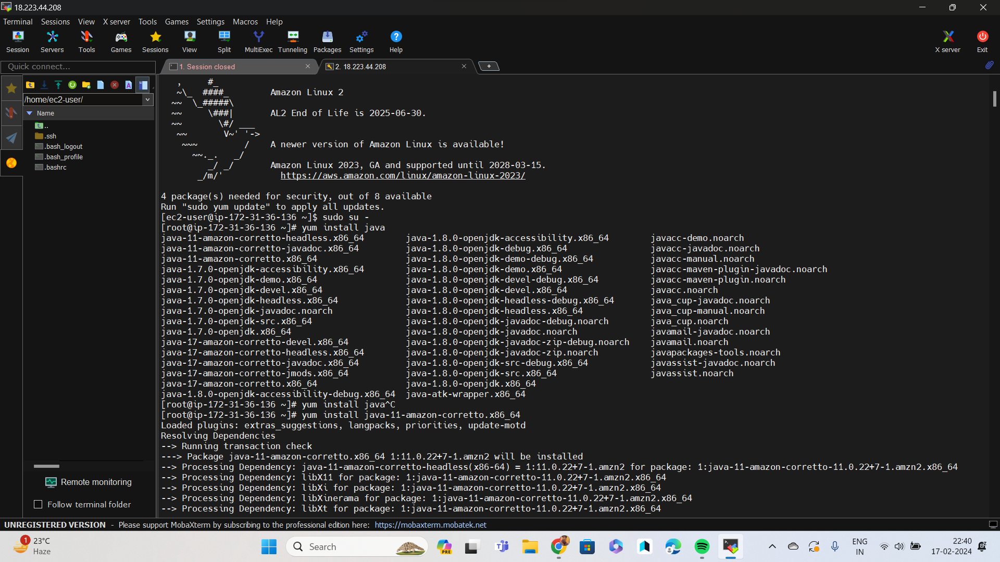 18.223.44.208
Terminal Sessions View X server Tools Games Settings Macros Help
Session Servers Tools Games Sessions View Split MultiExec Tunneling Packages Settings Help X server Exit
Quick connect...
1. Session closed
2. 18.223.44.208
/home/ec2-user/
Name
..
.ssh
.bash_logout
.bash_profile
.bashrc
Remote monitoring
Follow terminal folder
,     #_
~\_  ####_        Amazon Linux 2
~~  \_#####\
~~     \###|       AL2 End of Life is 2025-06-30.
~~       \#/ ___
~~       V~' '->
~~~         /    A newer version of Amazon Linux is available!
~~._.   _/
_/ _/       Amazon Linux 2023, GA and supported until 2028-03-15.
_/m/'           https://aws.amazon.com/linux/amazon-linux-2023/
4 package(s) needed for security, out of 8 available
Run "sudo yum update" to apply all updates.
[ec2-user@ip-172-31-36-136 ~]$ sudo su -
[root@ip-172-31-36-136 ~]# yum install java
java-11-amazon-corretto-headless.x86_64 java-1.8.0-openjdk-accessibility.x86_64 javacc-demo.noarch
java-11-amazon-corretto-javadoc.x86_64 java-1.8.0-openjdk-debug.x86_64 javacc-javadoc.noarch
java-11-amazon-corretto.x86_64 java-1.8.0-openjdk-demo-debug.x86_64 javacc-manual.noarch
java-1.7.0-openjdk-accessibility.x86_64 java-1.8.0-openjdk-demo.x86_64 javacc-maven-plugin-javadoc.noarch
java-1.7.0-openjdk-demo.x86_64 java-1.8.0-openjdk-devel-debug.x86_64 javacc-maven-plugin.noarch
java-1.7.0-openjdk-devel.x86_64 java-1.8.0-openjdk-devel.x86_64 javacc.noarch
java-1.7.0-openjdk-headless.x86_64 java-1.8.0-openjdk-headless-debug.x86_64 java_cup-javadoc.noarch
java-1.7.0-openjdk-javadoc.noarch java-1.8.0-openjdk-headless.x86_64 java_cup-manual.noarch
java-1.7.0-openjdk-src.x86_64 java-1.8.0-openjdk-javadoc-debug.noarch java_cup.noarch
java-1.7.0-openjdk.x86_64 java-1.8.0-openjdk-javadoc.noarch javamail-javadoc.noarch
java-17-amazon-corretto-devel.x86_64 java-1.8.0-openjdk-javadoc-zip-debug.noarch javamail.noarch
java-17-amazon-corretto-headless.x86_64 java-1.8.0-openjdk-javadoc-zip.noarch javapackages-tools.noarch
java-17-amazon-corretto-javadoc.x86_64 java-1.8.0-openjdk-src-debug.x86_64 javassist-javadoc.noarch
java-17-amazon-corretto-jmods.x86_64 java-1.8.0-openjdk-src.x86_64 javassist.noarch
java-17-amazon-corretto.x86_64 java-1.8.0-openjdk.x86_64
java-1.8.0-openjdk-accessibility-debug.x86_64 java-atk-wrapper.x86_64
[root@ip-172-31-36-136 ~]# yum install java^C
[root@ip-172-31-36-136 ~]# yum install java-11-amazon-corretto.x86_64
Loaded plugins: extras_suggestions, langpacks, priorities, update-motd
Resolving Dependencies
--> Running transaction check
---> Package java-11-amazon-corretto.x86_64 1:11.0.22+7-1.amzn2 will be installed
--> Processing Dependency: java-11-amazon-corretto-headless(x86-64) = 1:11.0.22+7-1.amzn2 for package: 1:java-11-amazon-corretto-11.0.22+7-1.amzn2.x86_64
--> Processing Dependency: libX11 for package: 1:java-11-amazon-corretto-11.0.22+7-1.amzn2.x86_64
--> Processing Dependency: libXi for package: 1:java-11-amazon-corretto-11.0.22+7-1.amzn2.x86_64
--> Processing Dependency: libXinerama for package: 1:java-11-amazon-corretto-11.0.22+7-1.amzn2.x86_64
--> Processing Dependency: libXt for package: 1:java-11-amazon-corretto-11.0.22+7-1.amzn2.x86_64
UNREGISTERED VERSION - Please support MobaXterm by subscribing to the professional edition here: https://mobaxterm.mobatek.net
1
23°C
Haze
Search
PRE
ENG
IN
22:40
17-02-2024